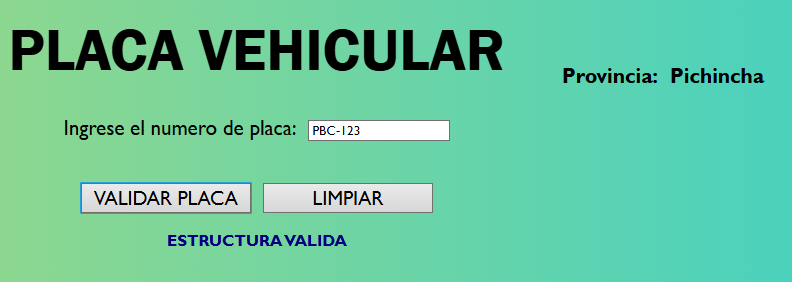 PLACA VEHICULAR
Provincia: Pichincha
Ingrese el numero de placa: PBC-123
VALIDAR PLACA LIMPIAR
ESTRUCTURA VALIDA